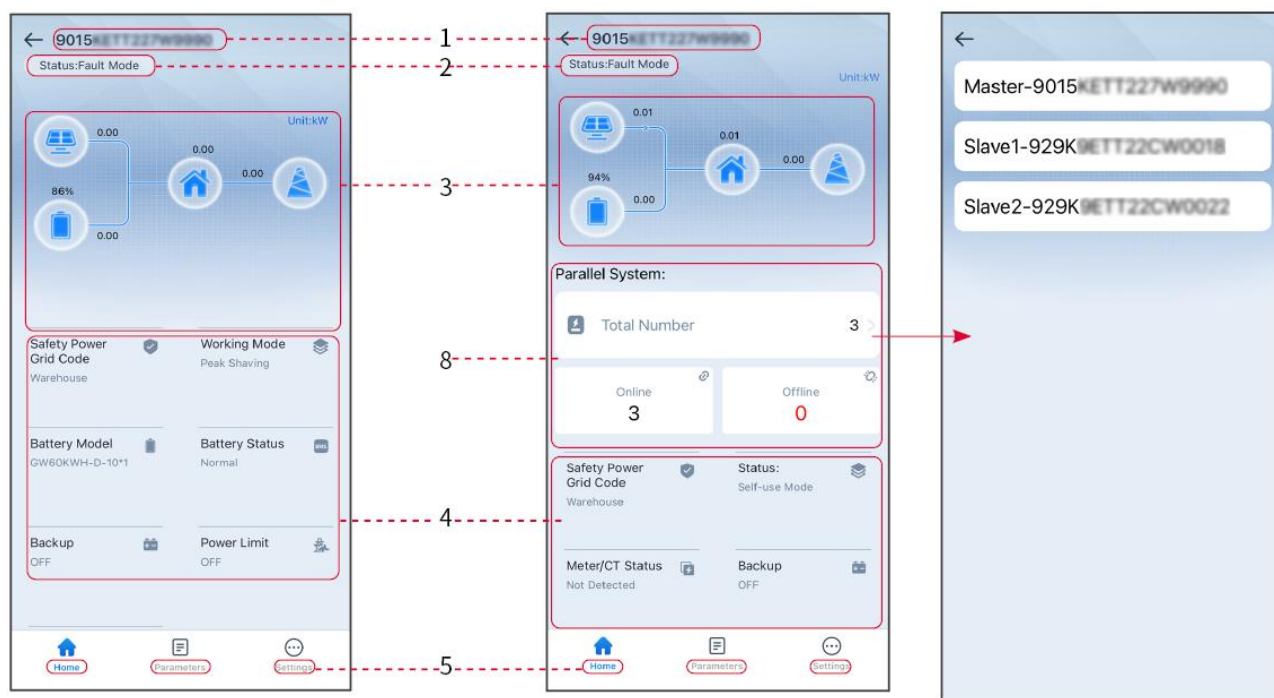 9015
Status:Fault Mode
Unit:kW
0.00
0.00
0.00
86%
0.00
Safety Power
Grid Code
Warehouse
Working Mode
Peak Shaving
Battery Model
GW60KWH-D-10*1
Battery Status
Normal
Backup
OFF
Power Limit
OFF
Home
Parameters
Settings
1
2
3
8
4
5
9015
Status:Fault Mode
Unit:kW
0.01
0.01
0.00
94%
0.00
Parallel System:
Total Number 3
Online
3
Offline
0
Safety Power
Grid Code
Warehouse
Status:
Self-use Mode
Meter/CT Status
Not Detected
Backup
OFF
Home
Parameters
Settings
Master-9015
Slave1-929K
Slave2-929K